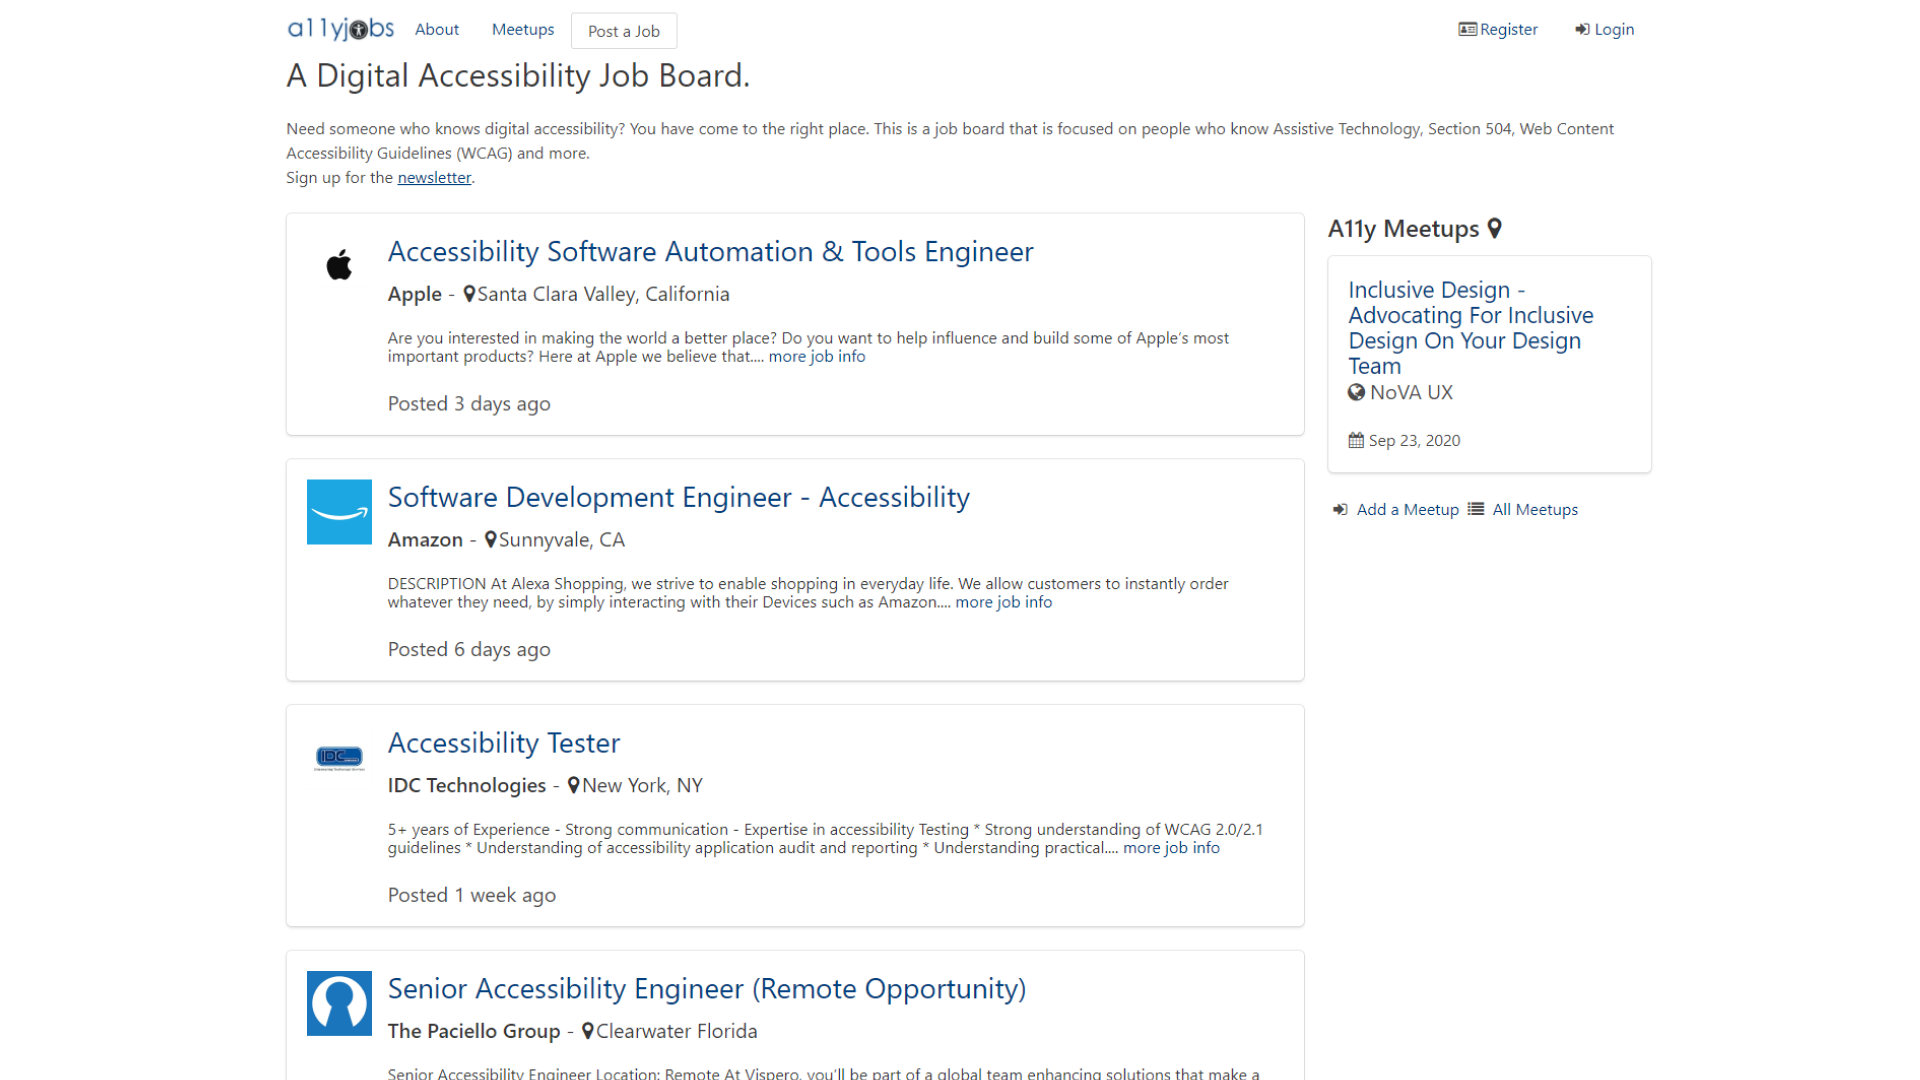 a11yjobs About Meetups Post a Job Register Login
A Digital Accessibility Job Board.
Need someone who knows digital accessibility? You have come to the right place. This is a job board that is focused on people who know Assistive Technology, Section 504, Web Content
Accessibility Guidelines (WCAG) and more.
Sign up for the newsletter.
Accessibility Software Automation & Tools Engineer
Apple - Santa Clara Valley, California
Are you interested in making the world a better place? Do you want to help influence and build some of Apple’s most
important products? Here at Apple we believe that.... more job info
Posted 3 days ago
Software Development Engineer - Accessibility
Amazon - Sunnyvale, CA
DESCRIPTION At Alexa Shopping, we strive to enable shopping in everyday life. We allow customers to instantly order
whatever they need, by simply interacting with their Devices such as Amazon.... more job info
Posted 6 days ago
IDC
Accessibility Tester
IDC Technologies - New York, NY
5+ years of Experience - Strong communication - Expertise in accessibility Testing * Strong understanding of WCAG 2.0/2.1
guidelines * Understanding of accessibility application audit and reporting * Understanding practical.... more job info
Posted 1 week ago
Senior Accessibility Engineer (Remote Opportunity)
The Paciello Group - Clearwater Florida
Senior Accessibility Engineer Location: Remote At Vispero, you’ll be part of a global team enhancing solutions that make a
A11y Meetups
Inclusive Design -
Advocating For Inclusive
Design On Your Design
Team
NoVA UX
Sep 23, 2020
Add a Meetup All Meetups